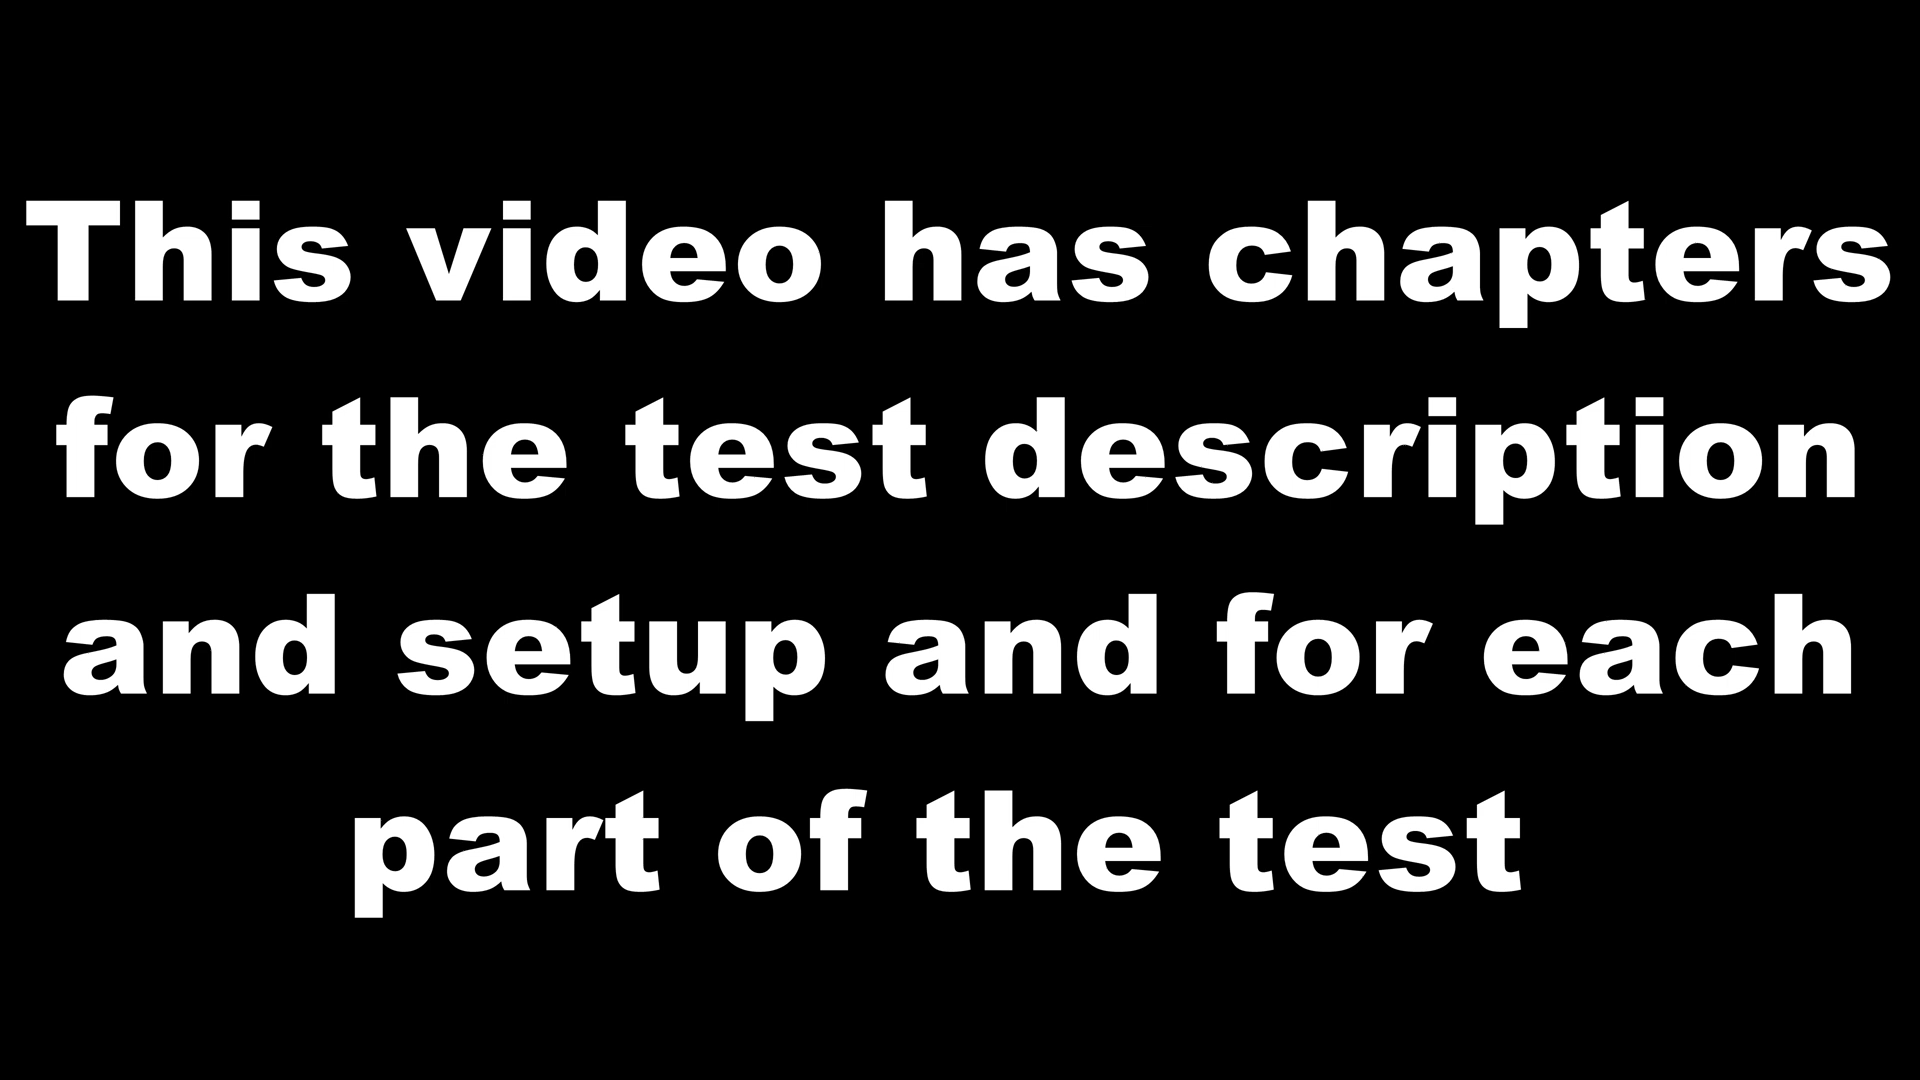 This video has chapters
for the test description
and setup and for each
part of the test